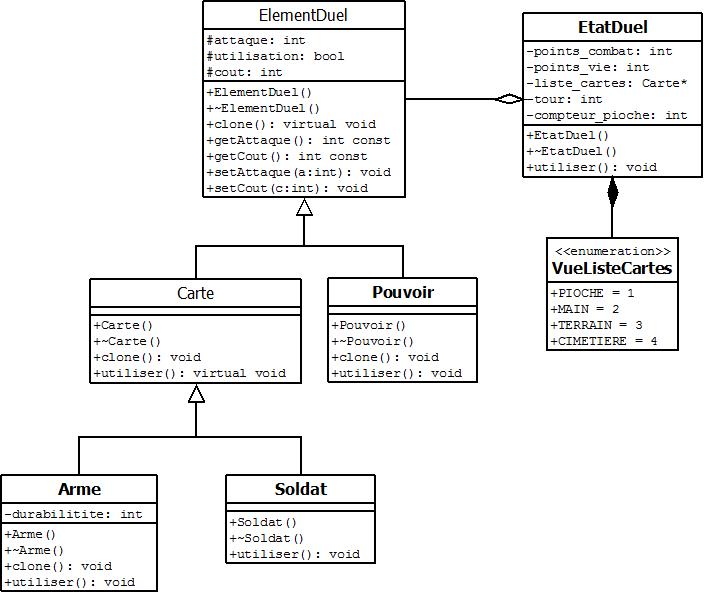 ElementDuel
#attaque: int
#utilisation: bool
#cout: int
+ElementDuel()
+~ElementDuel()
+clone(): virtual void
+getAttaque(): int const
+getCout(): int const
+setAttaque(a:int): void
+setCout(c:int): void
EtatDuel
-points_combat: int
-points_vie: int
-liste_cartes: Carte*
-tour: int
-compteur_pioche: int
+EtatDuel()
+~EtatDuel()
+utiliser(): void
<<enumeration>>
VueListeCartes
+PIOCHE = 1
+MAIN = 2
+TERRAIN = 3
+CIMETIERE = 4
Carte
+Carte()
+~Carte()
+clone(): void
+utiliser(): virtual void
Pouvoir
+Pouvoir()
+~Pouvoir()
+clone(): void
+utiliser(): void
Arme
-durabilitite: int
+Arme()
+~Arme()
+clone(): void
+utiliser(): void
Soldat
+Soldat()
+~Soldat()
+utiliser(): void